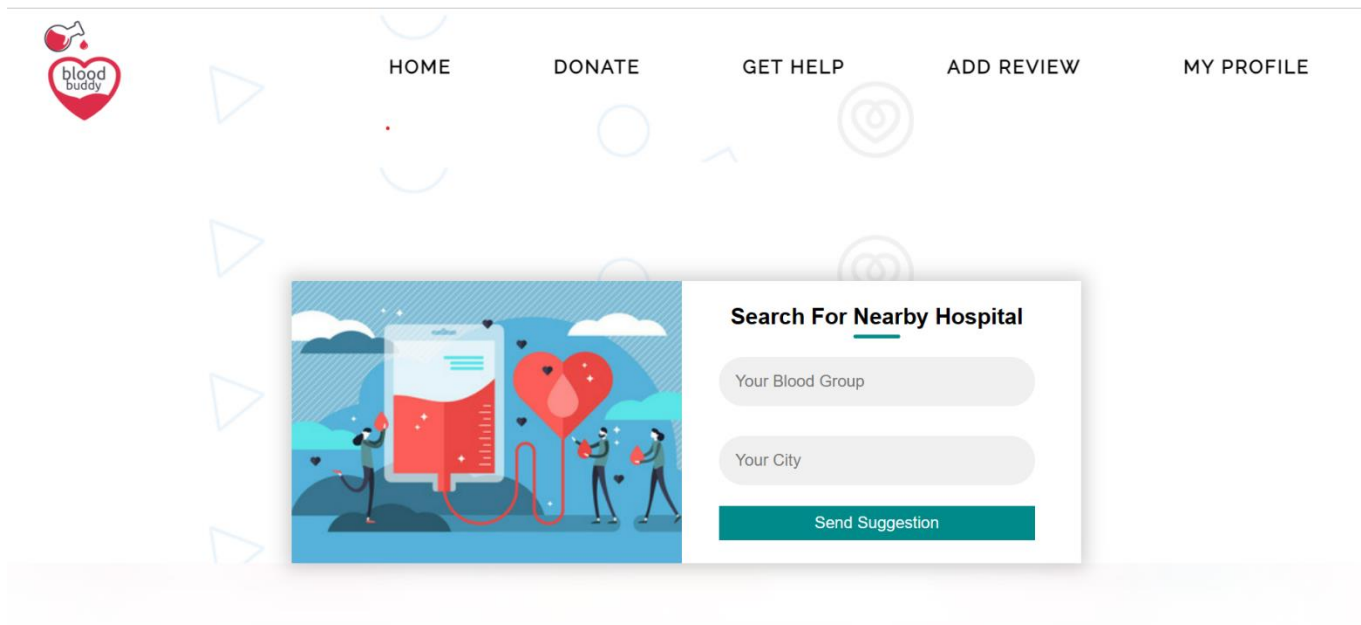 blood
buddy
HOME DONATE GET HELP ADD REVIEW MY PROFILE
Search For Nearby Hospital
Your Blood Group
Your City
Send Suggestion